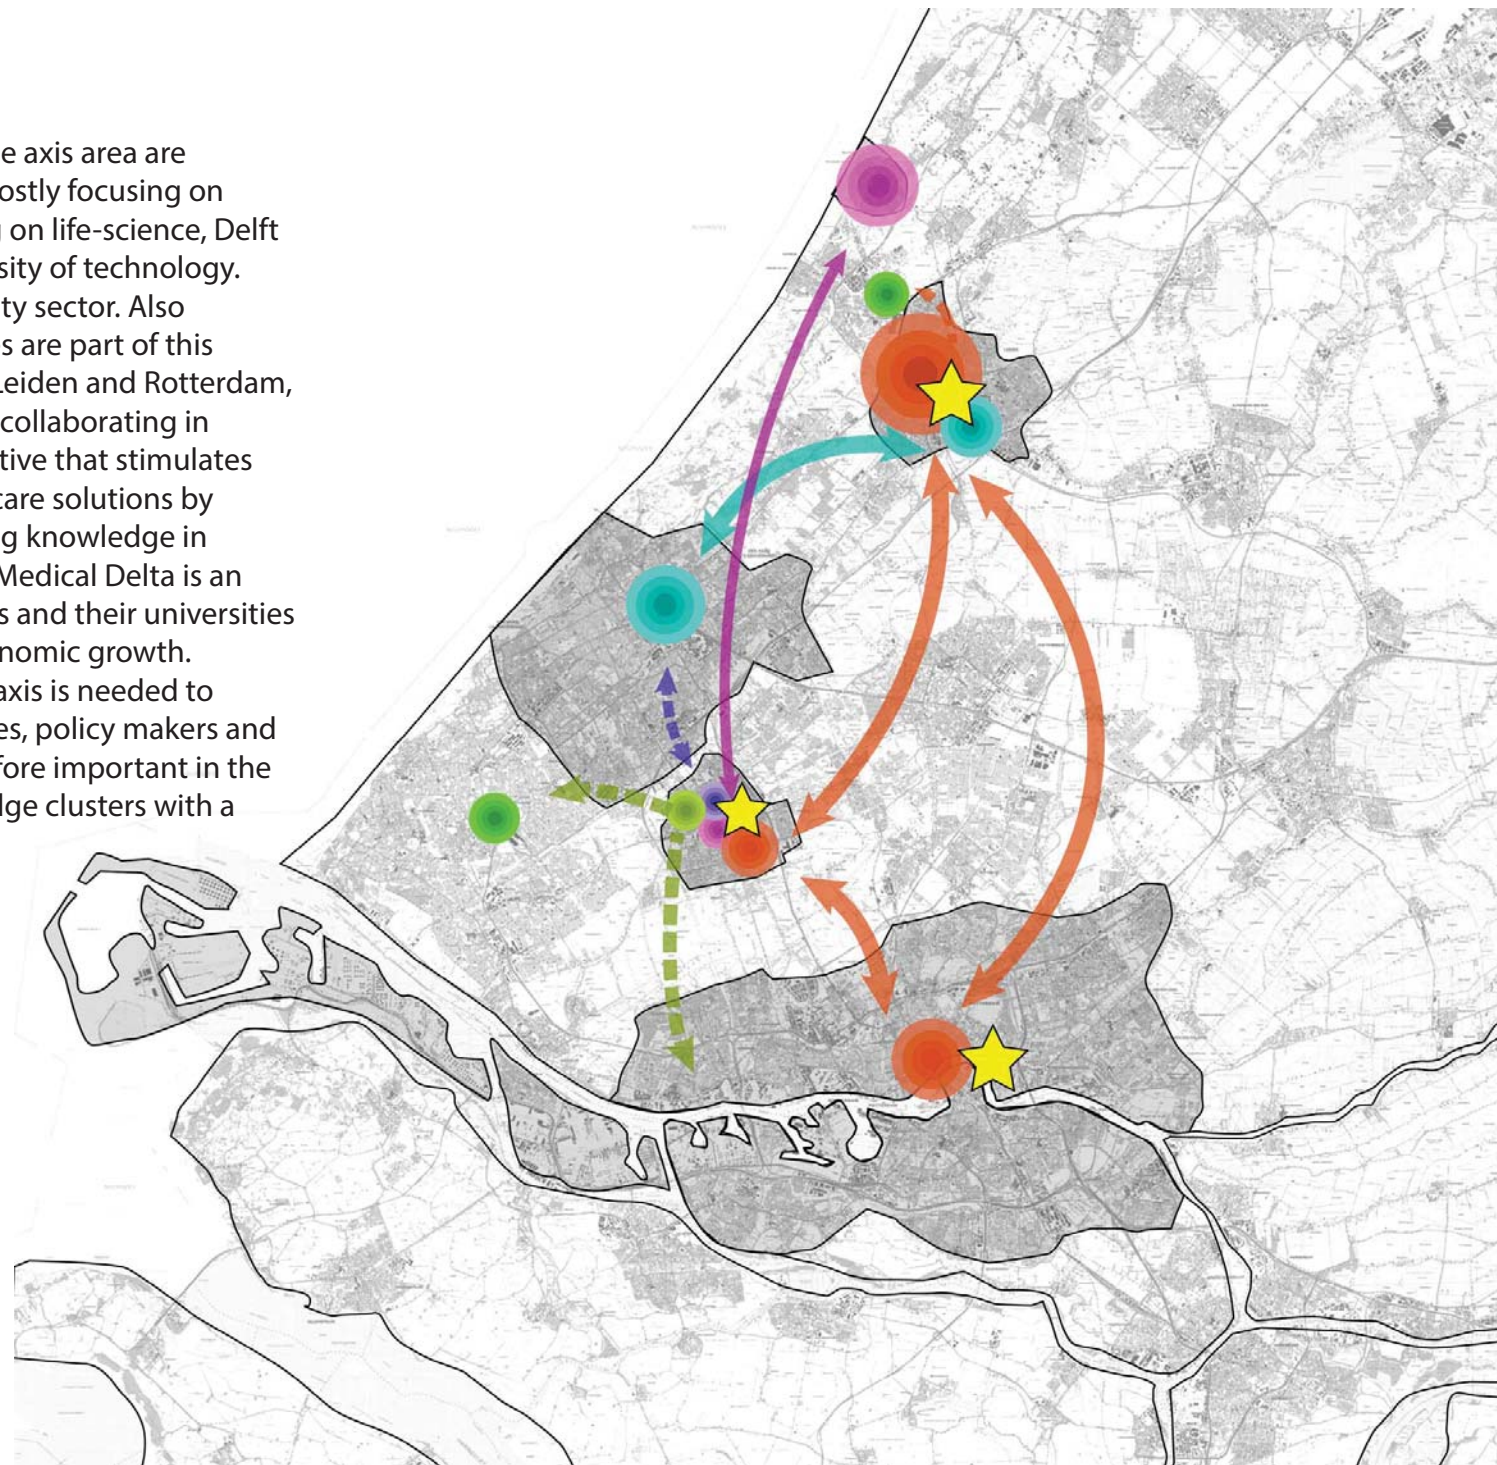 e axis area are
ostly focusing on
g on life-science, Delft
sity of technology.
ty sector. Also
s are part of this
Leiden and Rotterdam,
collaborating in
tive that stimulates
care solutions by
g knowledge in
Medical Delta is an
s and their universities
nomic growth.
axis is needed to
es, policy makers and
fore important in the
dge clusters with a